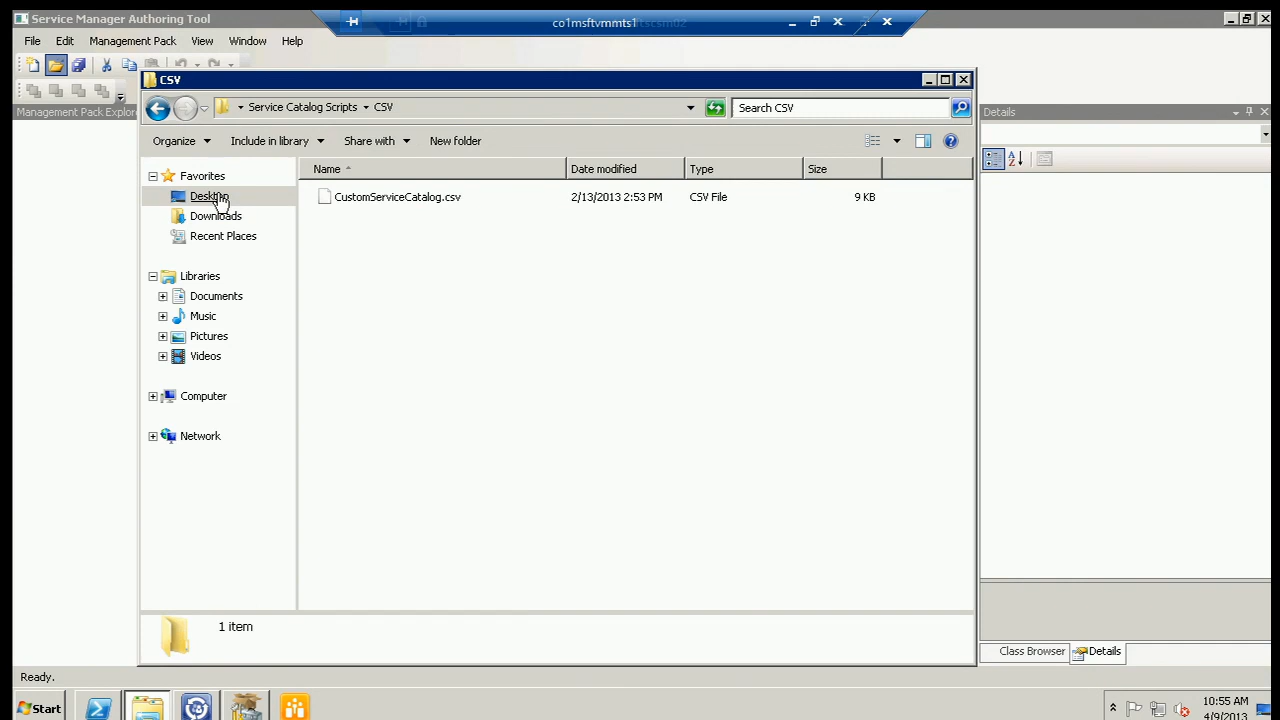 Service Manager Authoring Tool
co1msftvmmts1
File Edit Management Pack View Window Help
CSV
Service Catalog Scripts CSV
Search CSV
Management Pack Explor
Details
Organize Include in library Share with New folder
Favorites
Desktop
Downloads
Recent Places
Libraries
Documents
Music
Pictures
Videos
Computer
Network
Name Date modified Type Size
CustomServiceCatalog.csv 2/13/2013 2:53 PM CSV File 9 KB
1 item
Class Browser Details
Ready.
Start
10:55 AM
4/9/2013